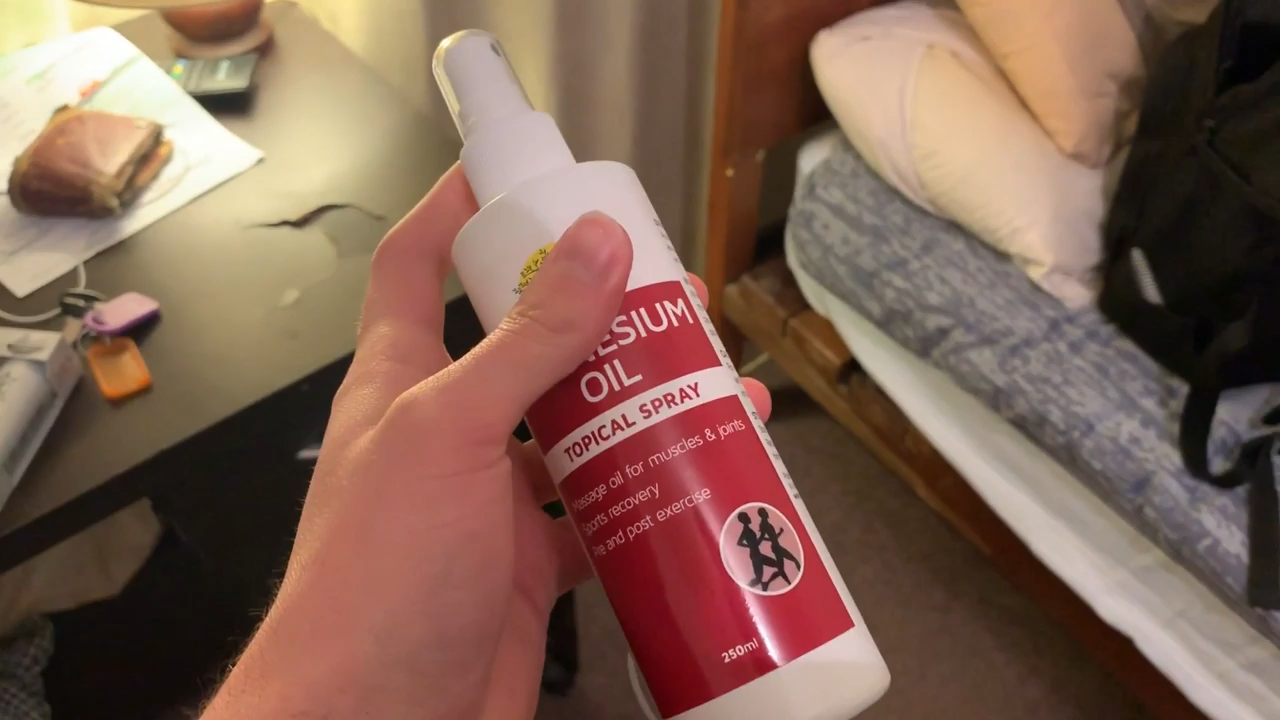 ESIUM
OIL
TOPICAL SPRAY
Massage oil for muscles & joints
Sports recovery
Pre and post exercise
250ml